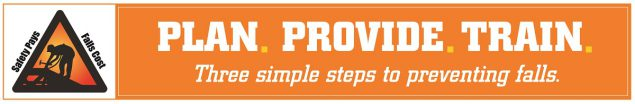 Safety Pays
Falls Cost
PLAN. PROVIDE. TRAIN.
Three simple steps to preventing falls.